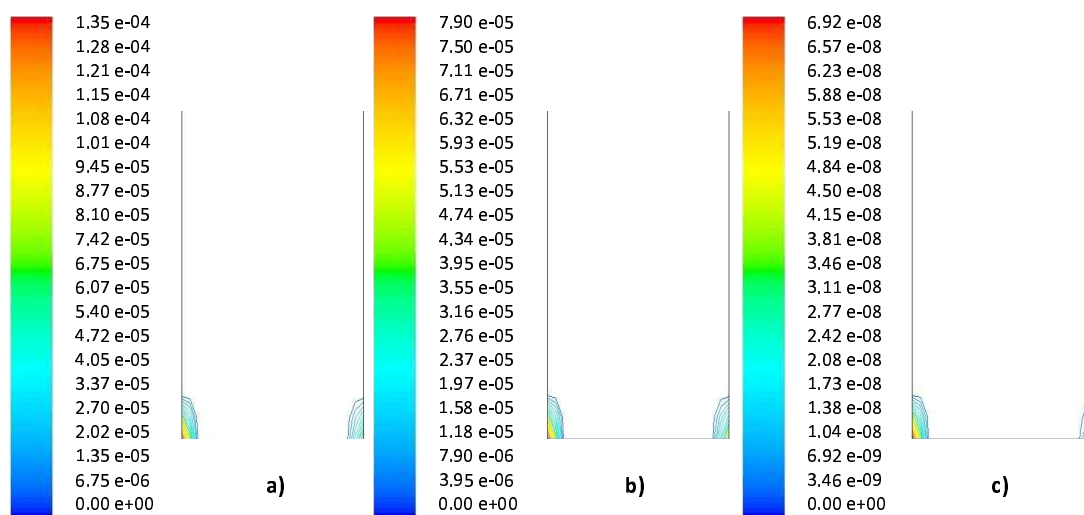 1.35 e-04
1.28 e-04
1.21 e-04
1.15 e-04
1.08 e-04
1.01 e-04
9.45 e-05
8.77 e-05
8.10 e-05
7.42 e-05
6.75 e-05
6.07 e-05
5.40 e-05
4.72 e-05
4.05 e-05
3.37 e-05
2.70 e-05
2.02 e-05
1.35 e-05
6.75 e-06
0.00 e+00
a)
7.90 e-05
7.50 e-05
7.11 e-05
6.71 e-05
6.32 e-05
5.93 e-05
5.53 e-05
5.13 e-05
4.74 e-05
4.34 e-05
3.95 e-05
3.55 e-05
3.16 e-05
2.76 e-05
2.37 e-05
1.97 e-05
1.58 e-05
1.18 e-05
7.90 e-06
3.95 e-06
0.00 e+00
b)
6.92 e-08
6.57 e-08
6.23 e-08
5.88 e-08
5.53 e-08
5.19 e-08
4.84 e-08
4.50 e-08
4.15 e-08
3.81 e-08
3.46 e-08
3.11 e-08
2.77 e-08
2.42 e-08
2.08 e-08
1.73 e-08
1.38 e-08
1.04 e-08
6.92 e-09
3.46 e-09
0.00 e+00
c)